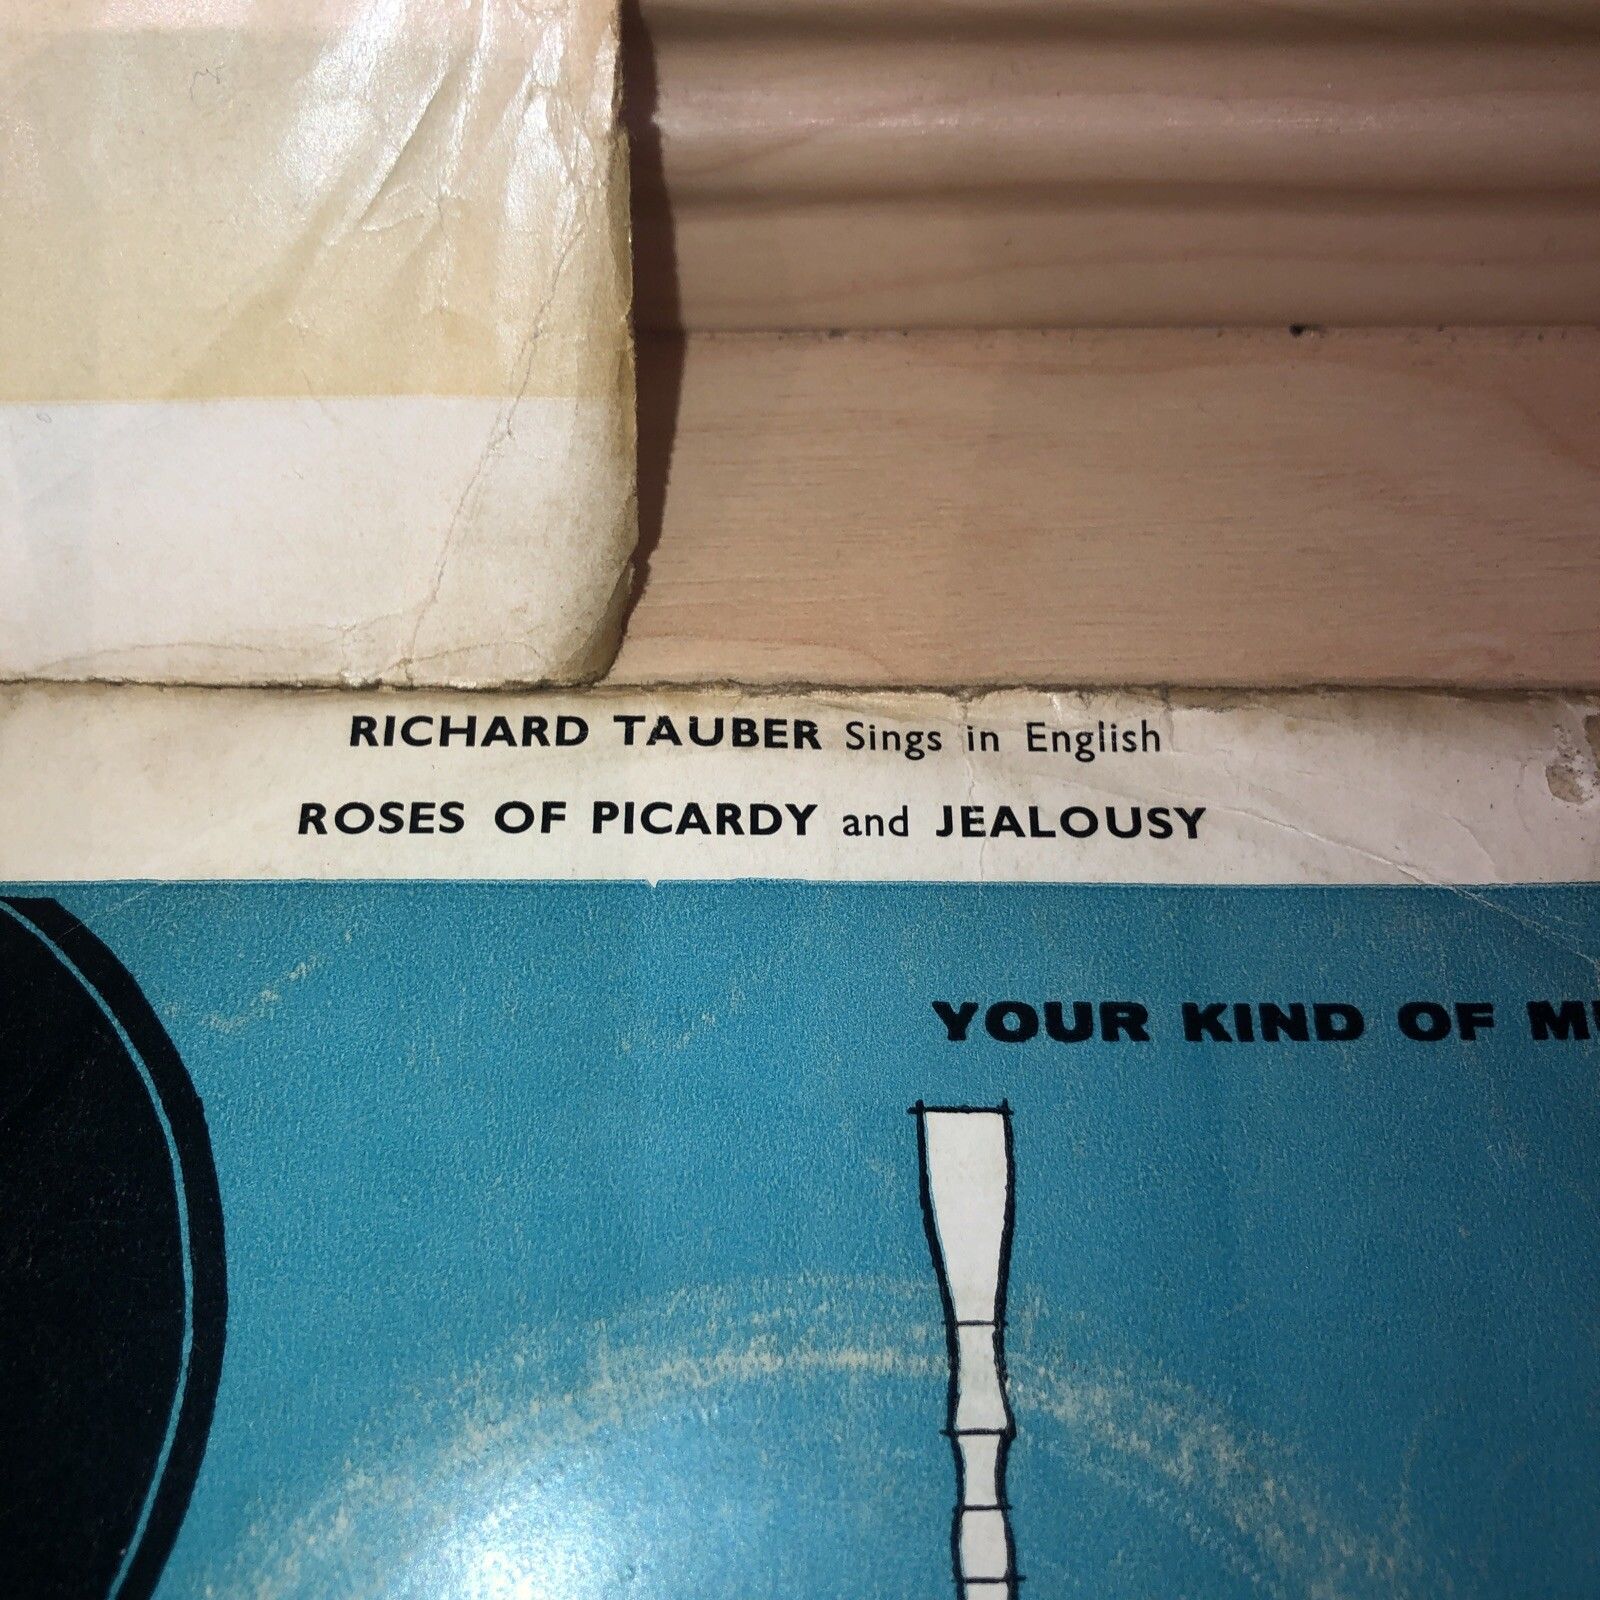 RICHARD TAUBER Sings in English
ROSES OF PICARDY and JEALOUSY
YOUR KIND OF